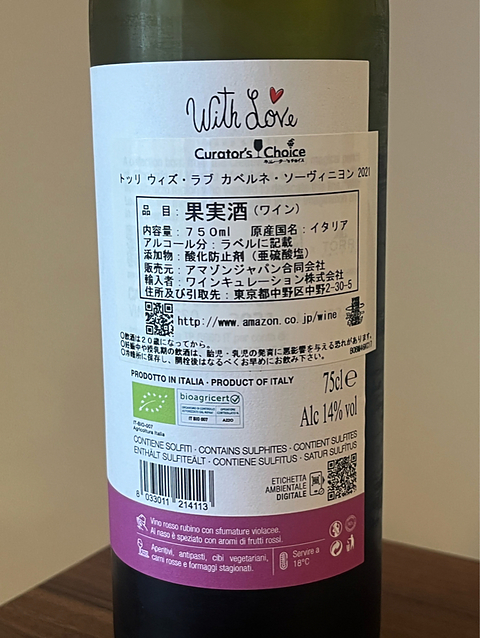 With Love
Curator's Choice
キュレーターチョイス
トッリ ウィズ・ラブ カベルネ・ソーヴィニヨン 2021
品 目：果実酒（ワイン）
内容量：７５０ｍｌ 原産国名：イタリア
アルコール分：ラベルに記載
添加物：酸化防止剤（亜硫酸塩）
販売元：アマゾンジャパン合同会社
輸入者：ワインキュレーション株式会社
住所及び引取先：東京都中野区中野2-30-5
http://www.amazon.co.jp/wine
○飲酒は２０歳になってから。
○妊娠中や授乳期の飲酒は、胎児・乳児の発育に悪影響を与える恐れがあります。
○冷暗所に保存し、開栓後はなるべくお早めにお飲み下さい。
PRODOTTO IN ITALIA · PRODUCT OF ITALY
75cl e
bioagricert
Alc 14% vol
IT BIO 007
A22O
IT-BIO-007
Agricoltura Italia
CONTIENE SOLFITI · CONTAINS SULPHITES · CONTIENT SULFITES
ENTHÄLT SULFITEÄLT · CONTIENE SULFITUS · SATUR SULFITUS
ETICHETTA
AMBIENTALE
DIGITALE
8 033011 214113
Vino rosso rubino con sfumature violacee.
Al naso è speziato con aromi di frutti rossi.
Aperitivi, antipasti, cibi vegetariani,
carni rosse e formaggi stagionati.
Servire a
18°C